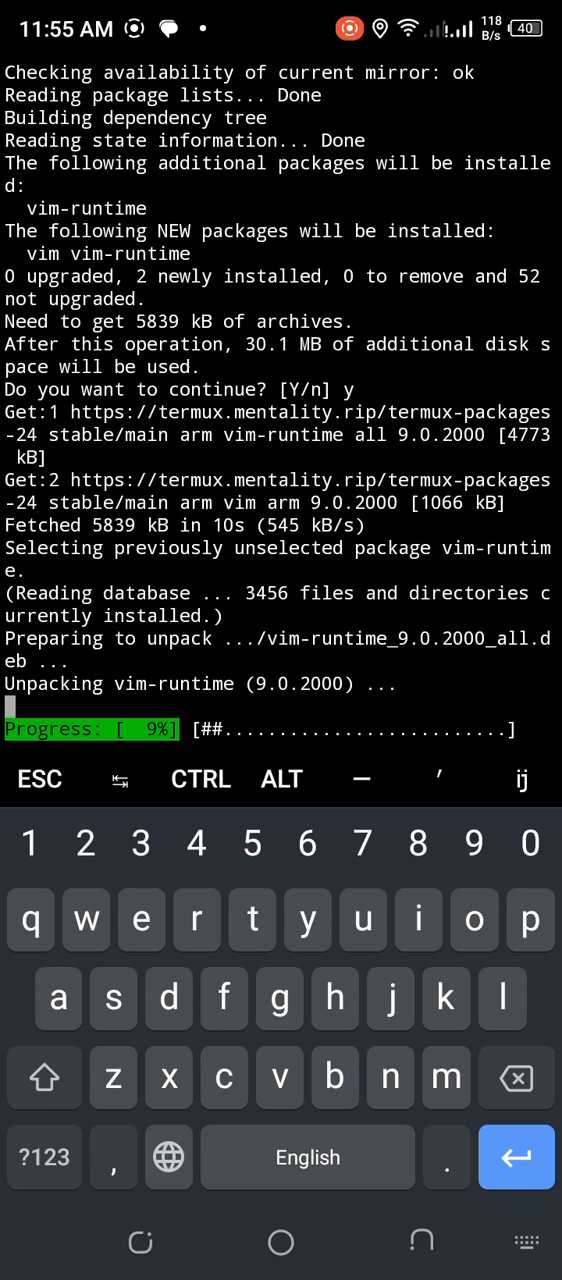 11:55 AM
118
B/s
40
Checking availability of current mirror: ok
Reading package lists... Done
Building dependency tree
Reading state information... Done
The following additional packages will be installe
d:
  vim-runtime
The following NEW packages will be installed:
  vim vim-runtime
0 upgraded, 2 newly installed, 0 to remove and 52
not upgraded.
Need to get 5839 kB of archives.
After this operation, 30.1 MB of additional disk s
pace will be used.
Do you want to continue? [Y/n] y
Get:1 https://termux.mentality.rip/termux-packages
-24 stable/main arm vim-runtime all 9.0.2000 [4773
 kB]
Get:2 https://termux.mentality.rip/termux-packages
-24 stable/main arm vim arm 9.0.2000 [1066 kB]
Fetched 5839 kB in 10s (545 kB/s)
Selecting previously unselected package vim-runtim
e.
(Reading database ... 3456 files and directories c
urrently installed.)
Preparing to unpack .../vim-runtime_9.0.2000_all.d
eb ...
Unpacking vim-runtime (9.0.2000) ...
Progress: [  9%] [##..........................]
ESC ↹ CTRL ALT — ′ ij
1 2 3 4 5 6 7 8 9 0
q w e r t y u i o p
a s d f g h j k l
z x c v b n m
?123 , English .